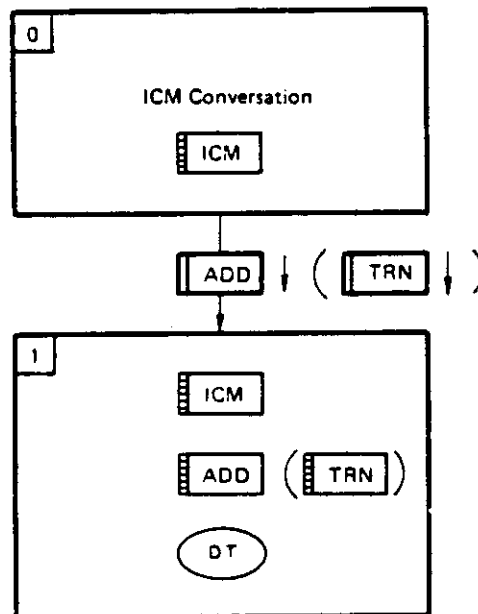 0
ICM Conversation
ICM
ADD ( TRN )
1
ICM
ADD ( TRN )
DT